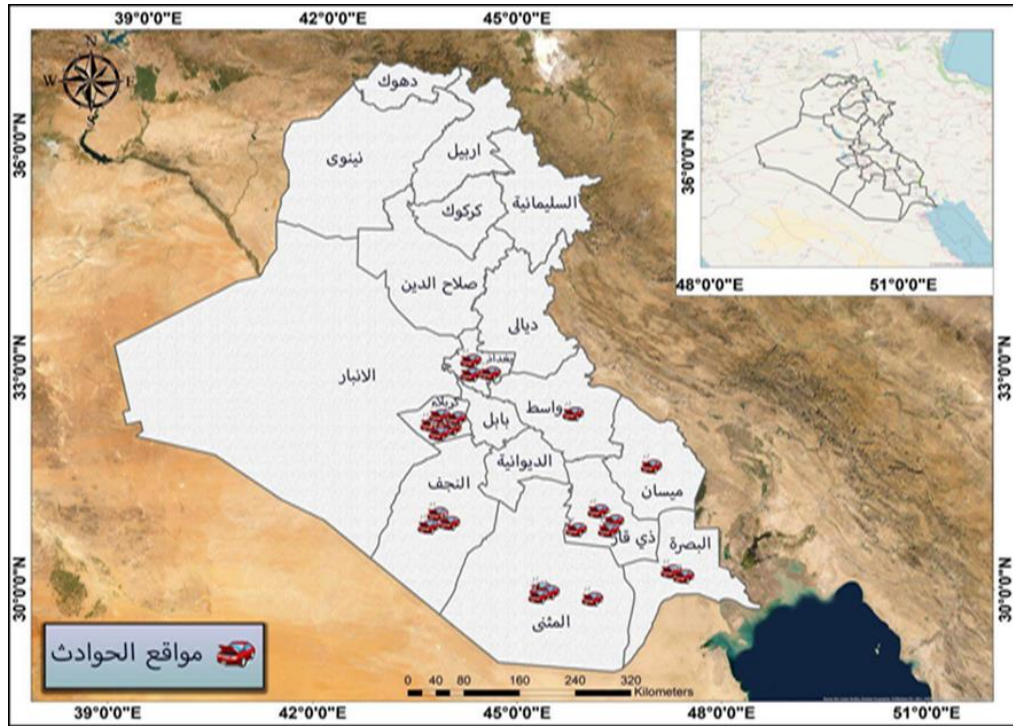 39°0'0"E 42°0'0"E 45°0'0"E
N
W E
S
36°0'0"N
33°0'0"N
30°0'0"N
36°0'0"N
48°0'0"E 51°0'0"E
33°0'0"N
30°0'0"N
دهوك
نينوى
اربيل
السليمانية
كركوك
صلاح الدين
ديالى
بغداد
الانبار
كربلاء
بابل
واسط
الديوانية
النجف
ميسان
ذي قار
البصرة
المثنى
مواقع الحوادث
0 40 80 160 240 320
Kilometers
39°0'0"E 42°0'0"E 45°0'0"E 48°0'0"E 51°0'0"E